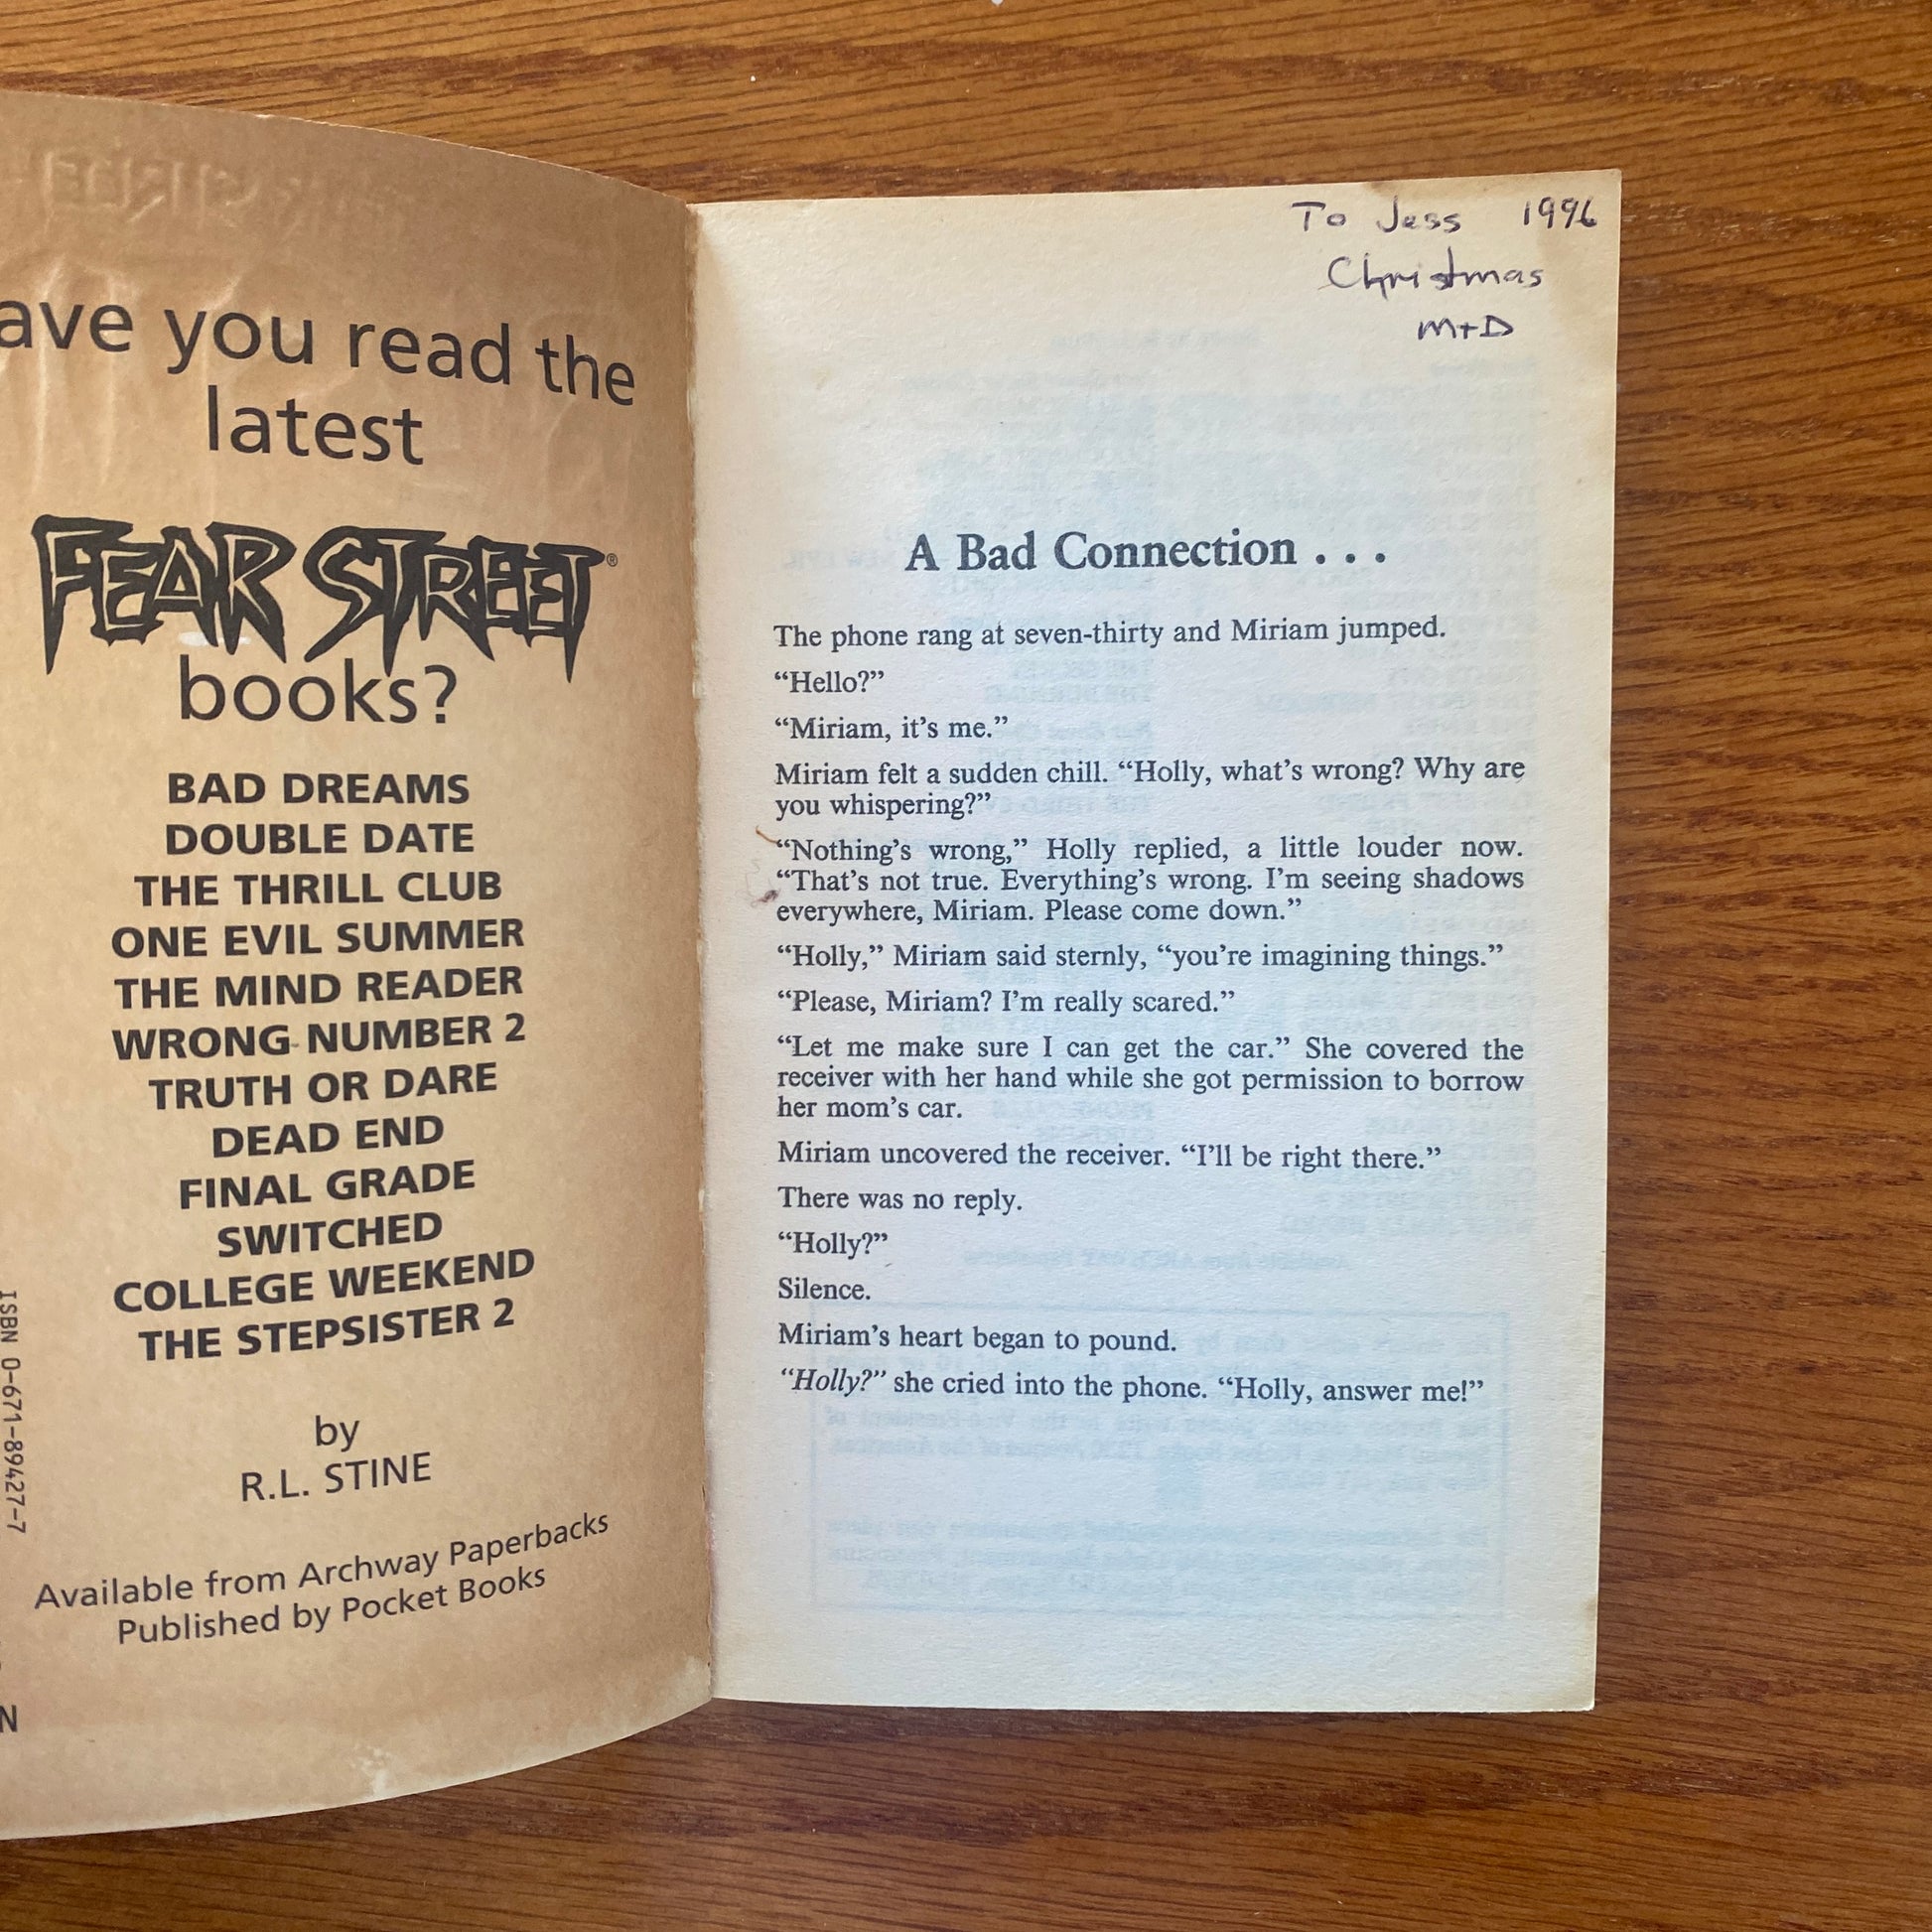 ave you read the
latest
FEAR STREET®
books?
BAD DREAMS
DOUBLE DATE
THE THRILL CLUB
ONE EVIL SUMMER
THE MIND READER
WRONG NUMBER 2
TRUTH OR DARE
DEAD END
FINAL GRADE
SWITCHED
COLLEGE WEEKEND
THE STEPSISTER 2
by
R.L. STINE
Available from Archway Paperbacks
Published by Pocket Books
ISBN 0-671-89427-7
N
To Jess 1996
Christmas
M+D
A Bad Connection . . .
The phone rang at seven-thirty and Miriam jumped.
“Hello?”
“Miriam, it’s me.”
Miriam felt a sudden chill. “Holly, what’s wrong? Why are
you whispering?”
“Nothing’s wrong,” Holly replied, a little louder now.
“That’s not true. Everything’s wrong. I’m seeing shadows
everywhere, Miriam. Please come down.”
“Holly,” Miriam said sternly, “you’re imagining things.”
“Please, Miriam? I’m really scared.”
“Let me make sure I can get the car.” She covered the
receiver with her hand while she got permission to borrow
her mom’s car.
Miriam uncovered the receiver. “I’ll be right there.”
There was no reply.
“Holly?”
Silence.
Miriam’s heart began to pound.
“Holly?” she cried into the phone. “Holly, answer me!”